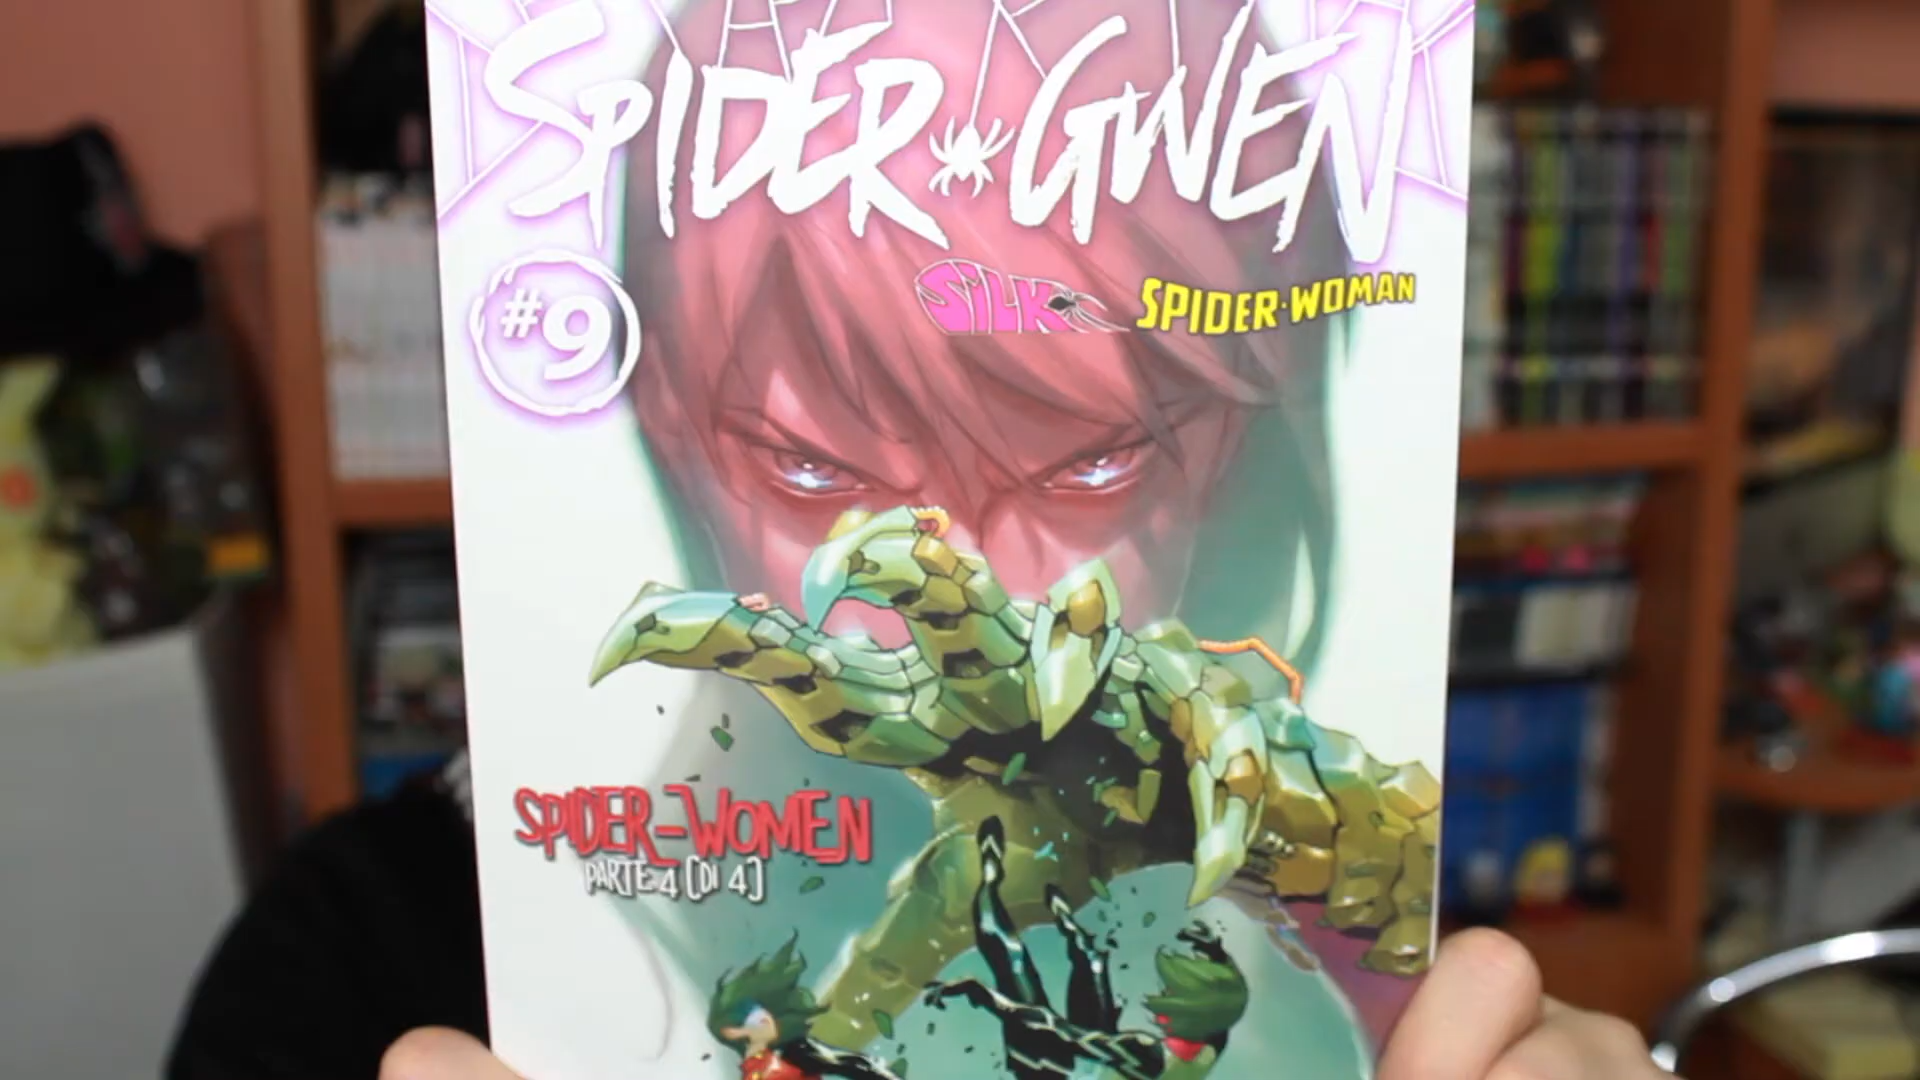 SPIDER GWEN
#9
SILK SPIDER-WOMAN
SPIDER-WOMEN
PARTE 4 (DI 4)